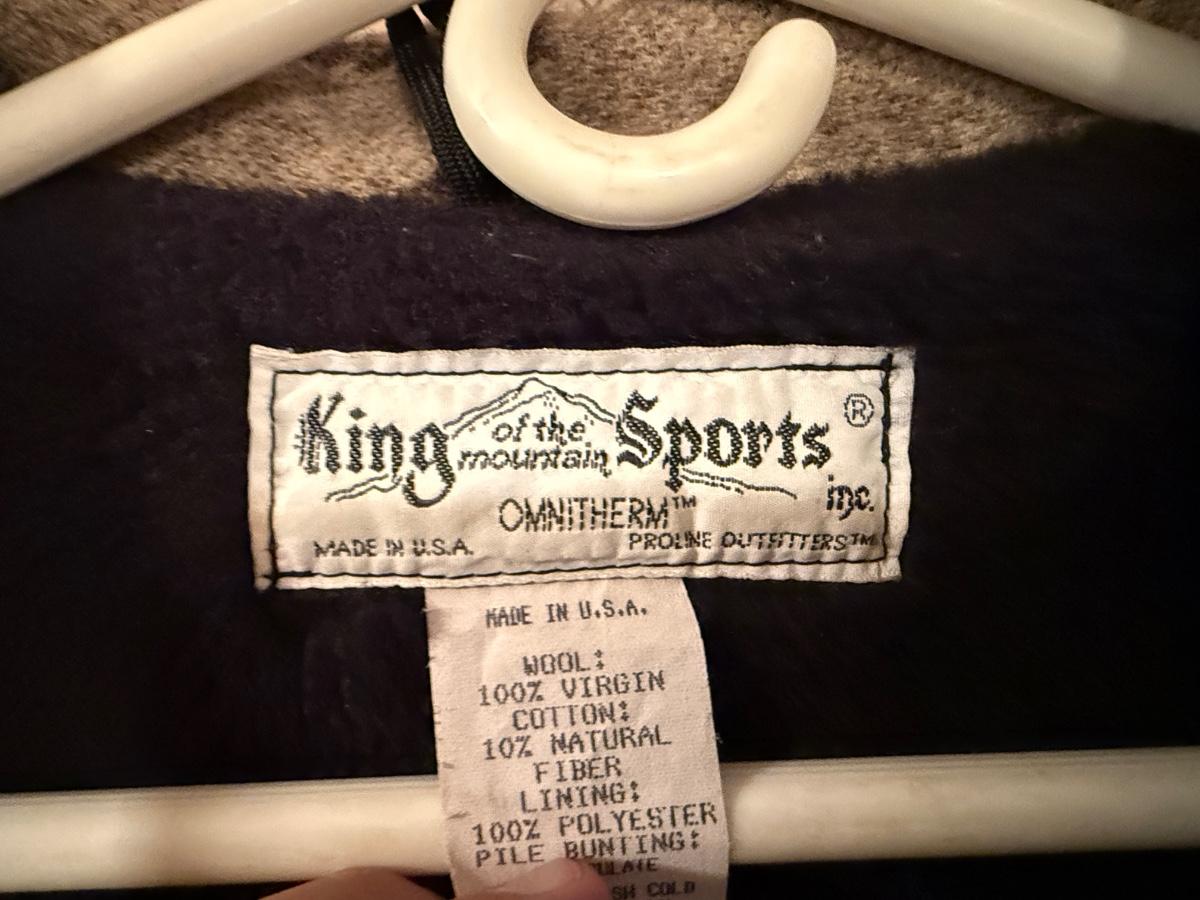 King of the mountain Sports ®
inc.
OMNITHERM™
MADE IN U.S.A. PROLINE OUTFITTERS™
MADE IN U.S.A.
WOOL:
100% VIRGIN
COTTON:
10% NATURAL
FIBER
LINING:
100% POLYESTER
PILE BUNTING:
COLD